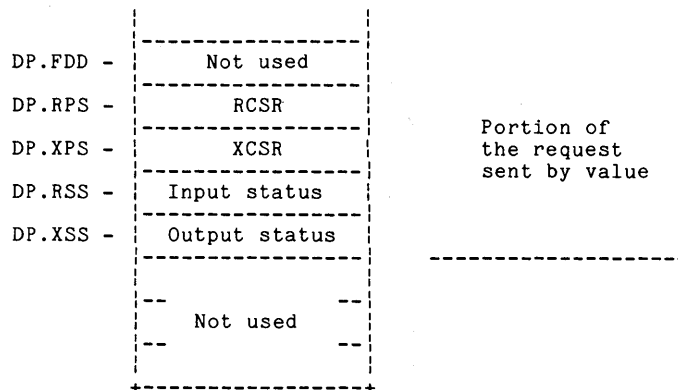 DP.FDD - Not used
DP.RPS - RCSR
Portion of
DP.XPS - XCSR
the request
sent by value
DP.RSS - Input status
DP.XSS - Output status
Not used